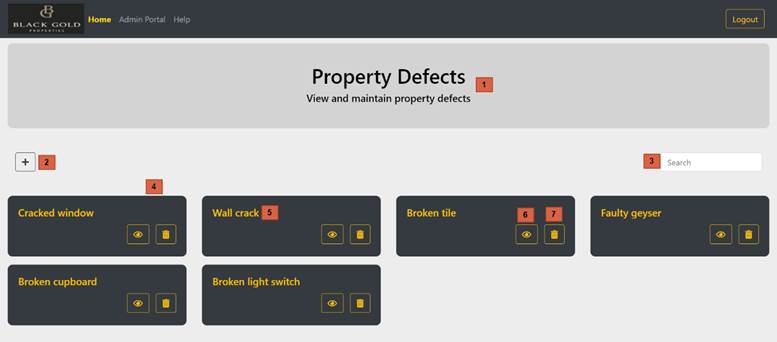 BG
BLACK GOLD
PROPERTIES
Home Admin Portal Help Logout
Property Defects 1
View and maintain property defects
2 3 Search
4
Cracked window Wall crack 5 Broken tile 6 7 Faulty geyser
Broken cupboard Broken light switch